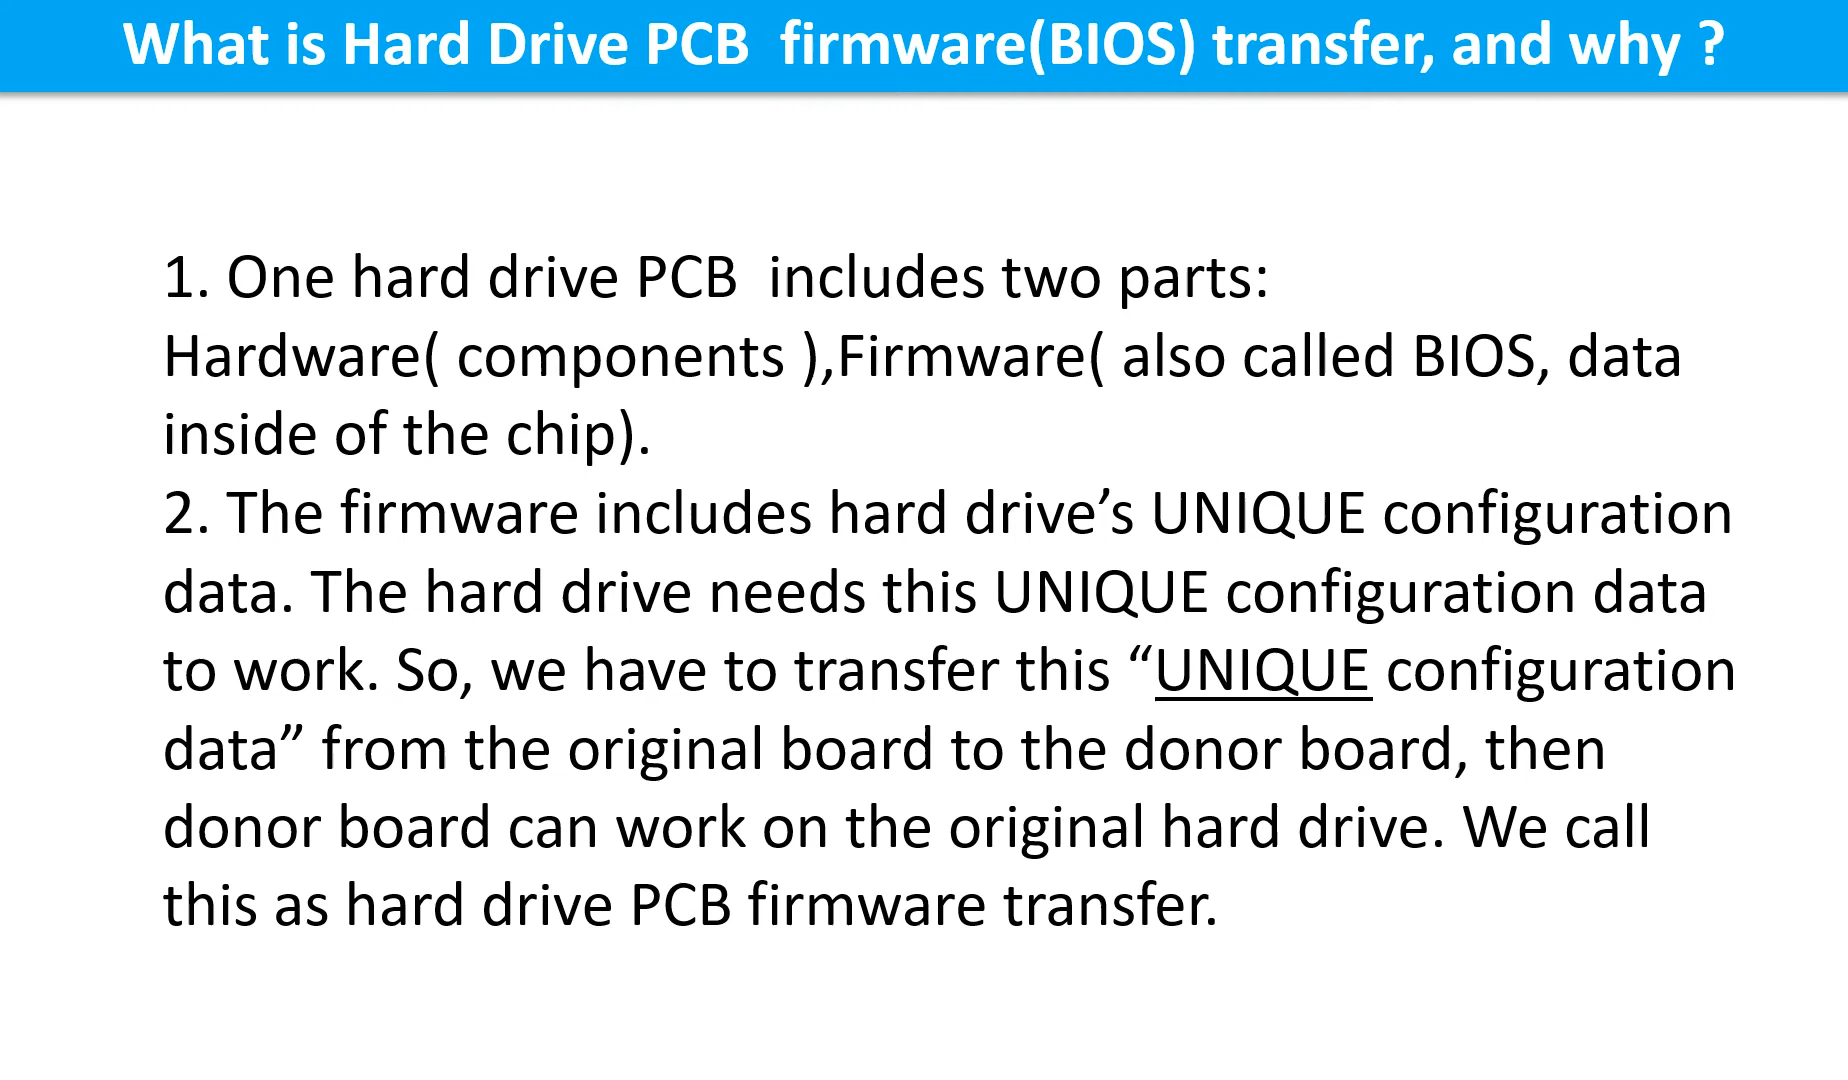 What is Hard Drive PCB  firmware(BIOS) transfer, and why ?
1. One hard drive PCB  includes two parts:
Hardware( components ),Firmware( also called BIOS, data
inside of the chip).
2. The firmware includes hard drive’s UNIQUE configuration
data. The hard drive needs this UNIQUE configuration data
to work. So, we have to transfer this “UNIQUE configuration
data” from the original board to the donor board, then
donor board can work on the original hard drive. We call
this as hard drive PCB firmware transfer.